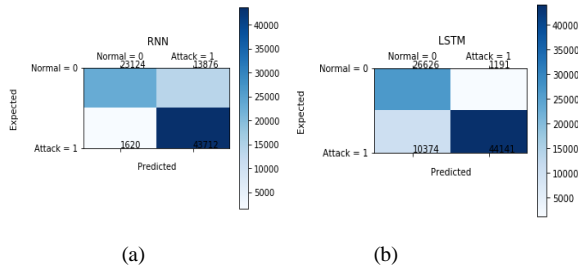 RNN
Normal = 0 Attack = 1
Normal = 0
23124 13876
Expected
Attack = 1
1620 43712
Predicted
40000
35000
30000
25000
20000
15000
10000
5000
(a)
LSTM
Normal = 0 Attack = 1
Normal = 0
26626 1191
Expected
Attack = 1
10374 44141
Predicted
40000
35000
30000
25000
20000
15000
10000
5000
(b)